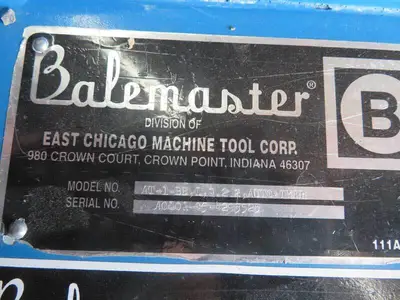 Balemaster®
DIVISION OF
EAST CHICAGO MACHINE TOOL CORP.
980 CROWN COURT, CROWN POINT, INDIANA 46307
B
MODEL NO.
SERIAL NO.
111A